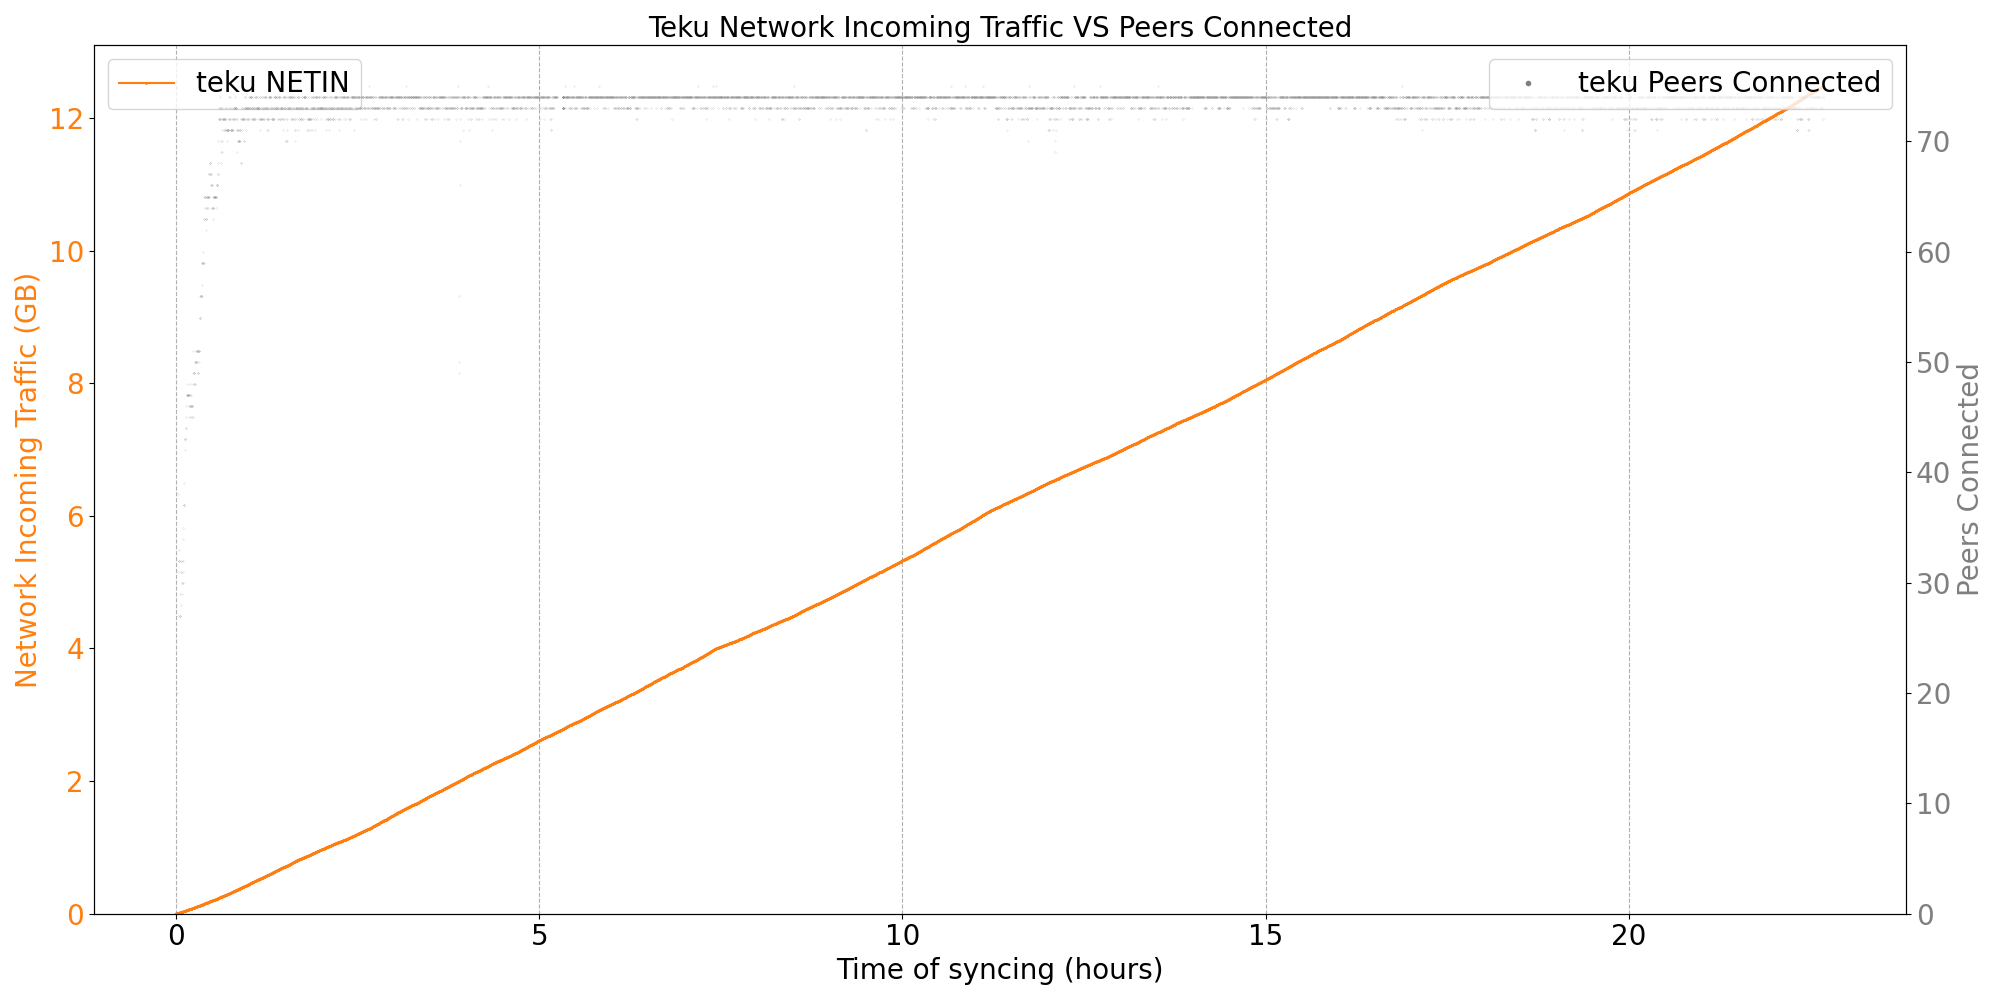 Teku Network Incoming Traffic VS Peers Connected
teku NETIN
teku Peers Connected
Network Incoming Traffic (GB)
12
10
8
6
4
2
0
70
60
50
40
30
20
10
0
Peers Connected
0 5 10 15 20
Time of syncing (hours)